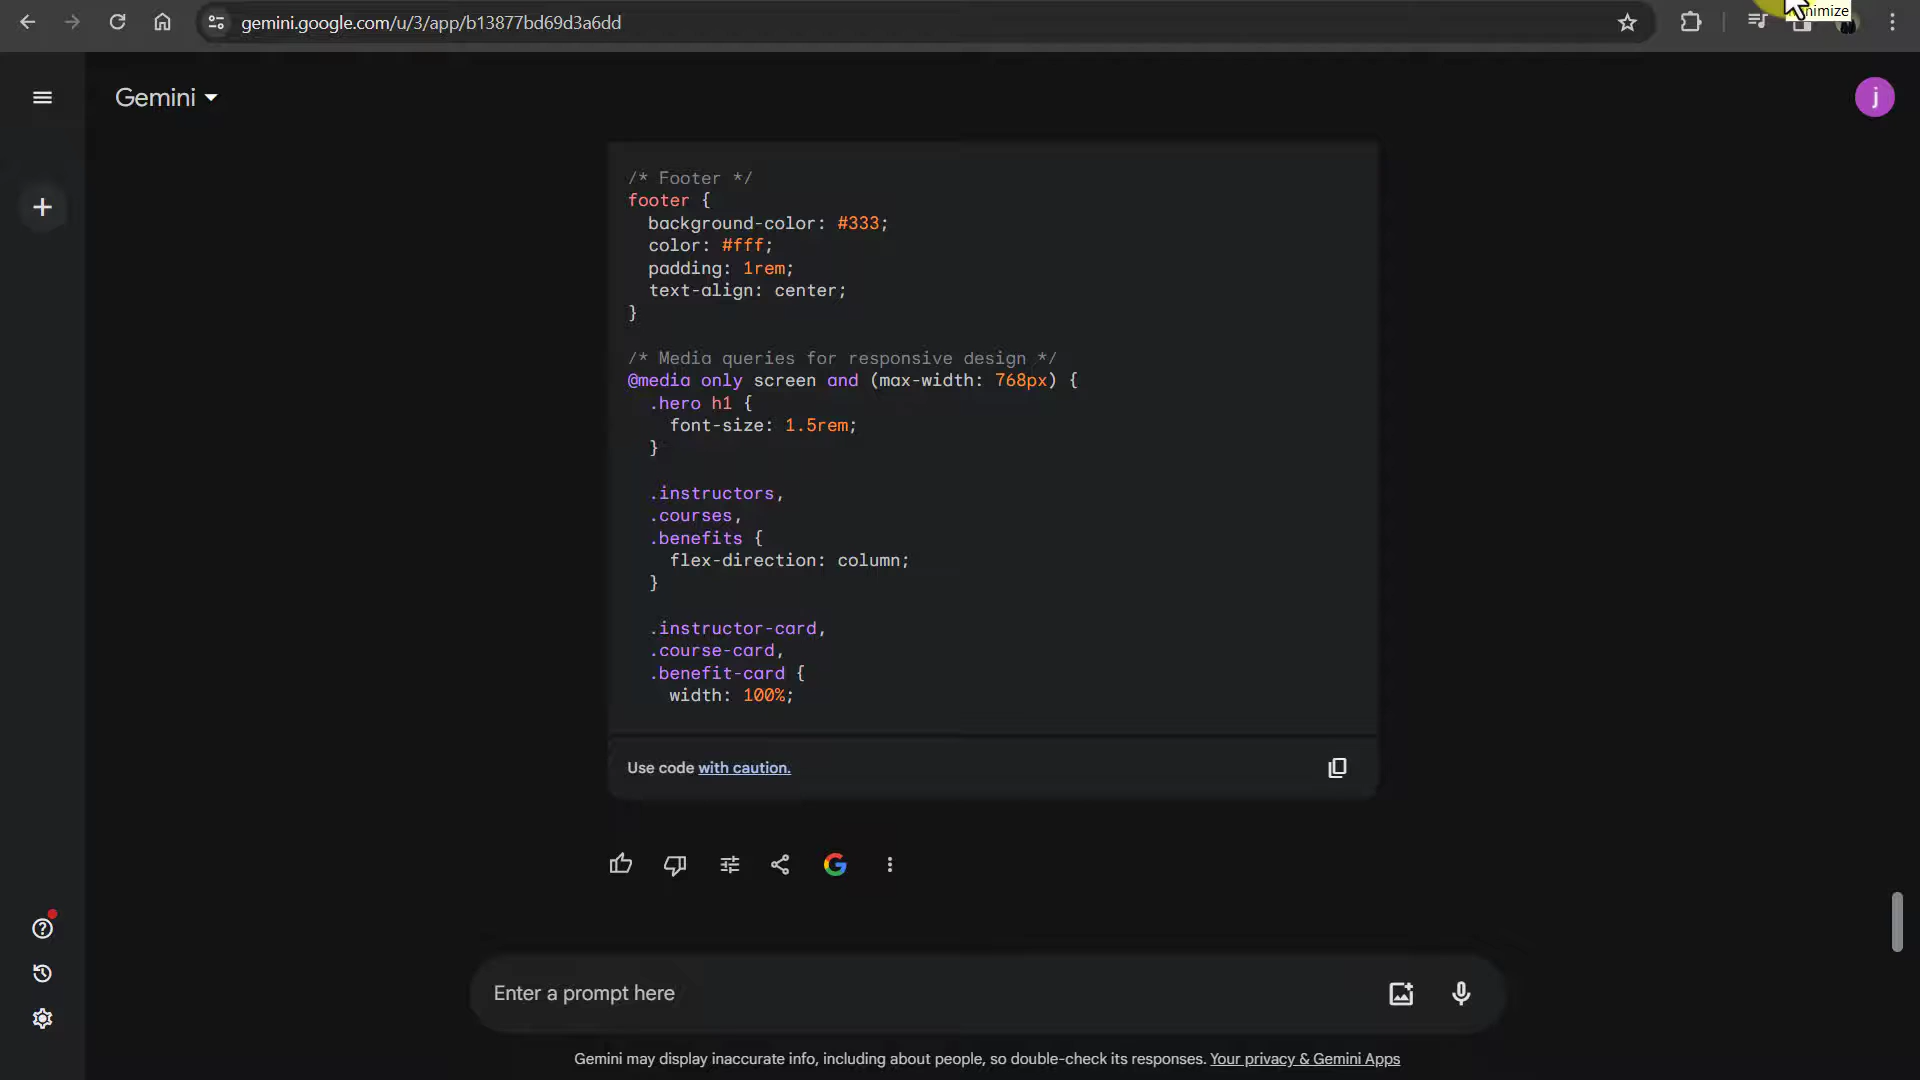 gemini.google.com/u/3/app/b13877bd69d3a6dd
Gemini
j
/* Footer */
footer {
background-color: #333;
color: #fff;
padding: 1rem;
text-align: center;
}
/* Media queries for responsive design */
@media only screen and (max-width: 768px) {
.hero h1 {
font-size: 1.5rem;
}
.instructors,
.courses,
.benefits {
flex-direction: column;
}
.instructor-card,
.course-card,
.benefit-card {
width: 100%;
Use code with caution.
Enter a prompt here
Gemini may display inaccurate info, including about people, so double-check its responses. Your privacy & Gemini Apps